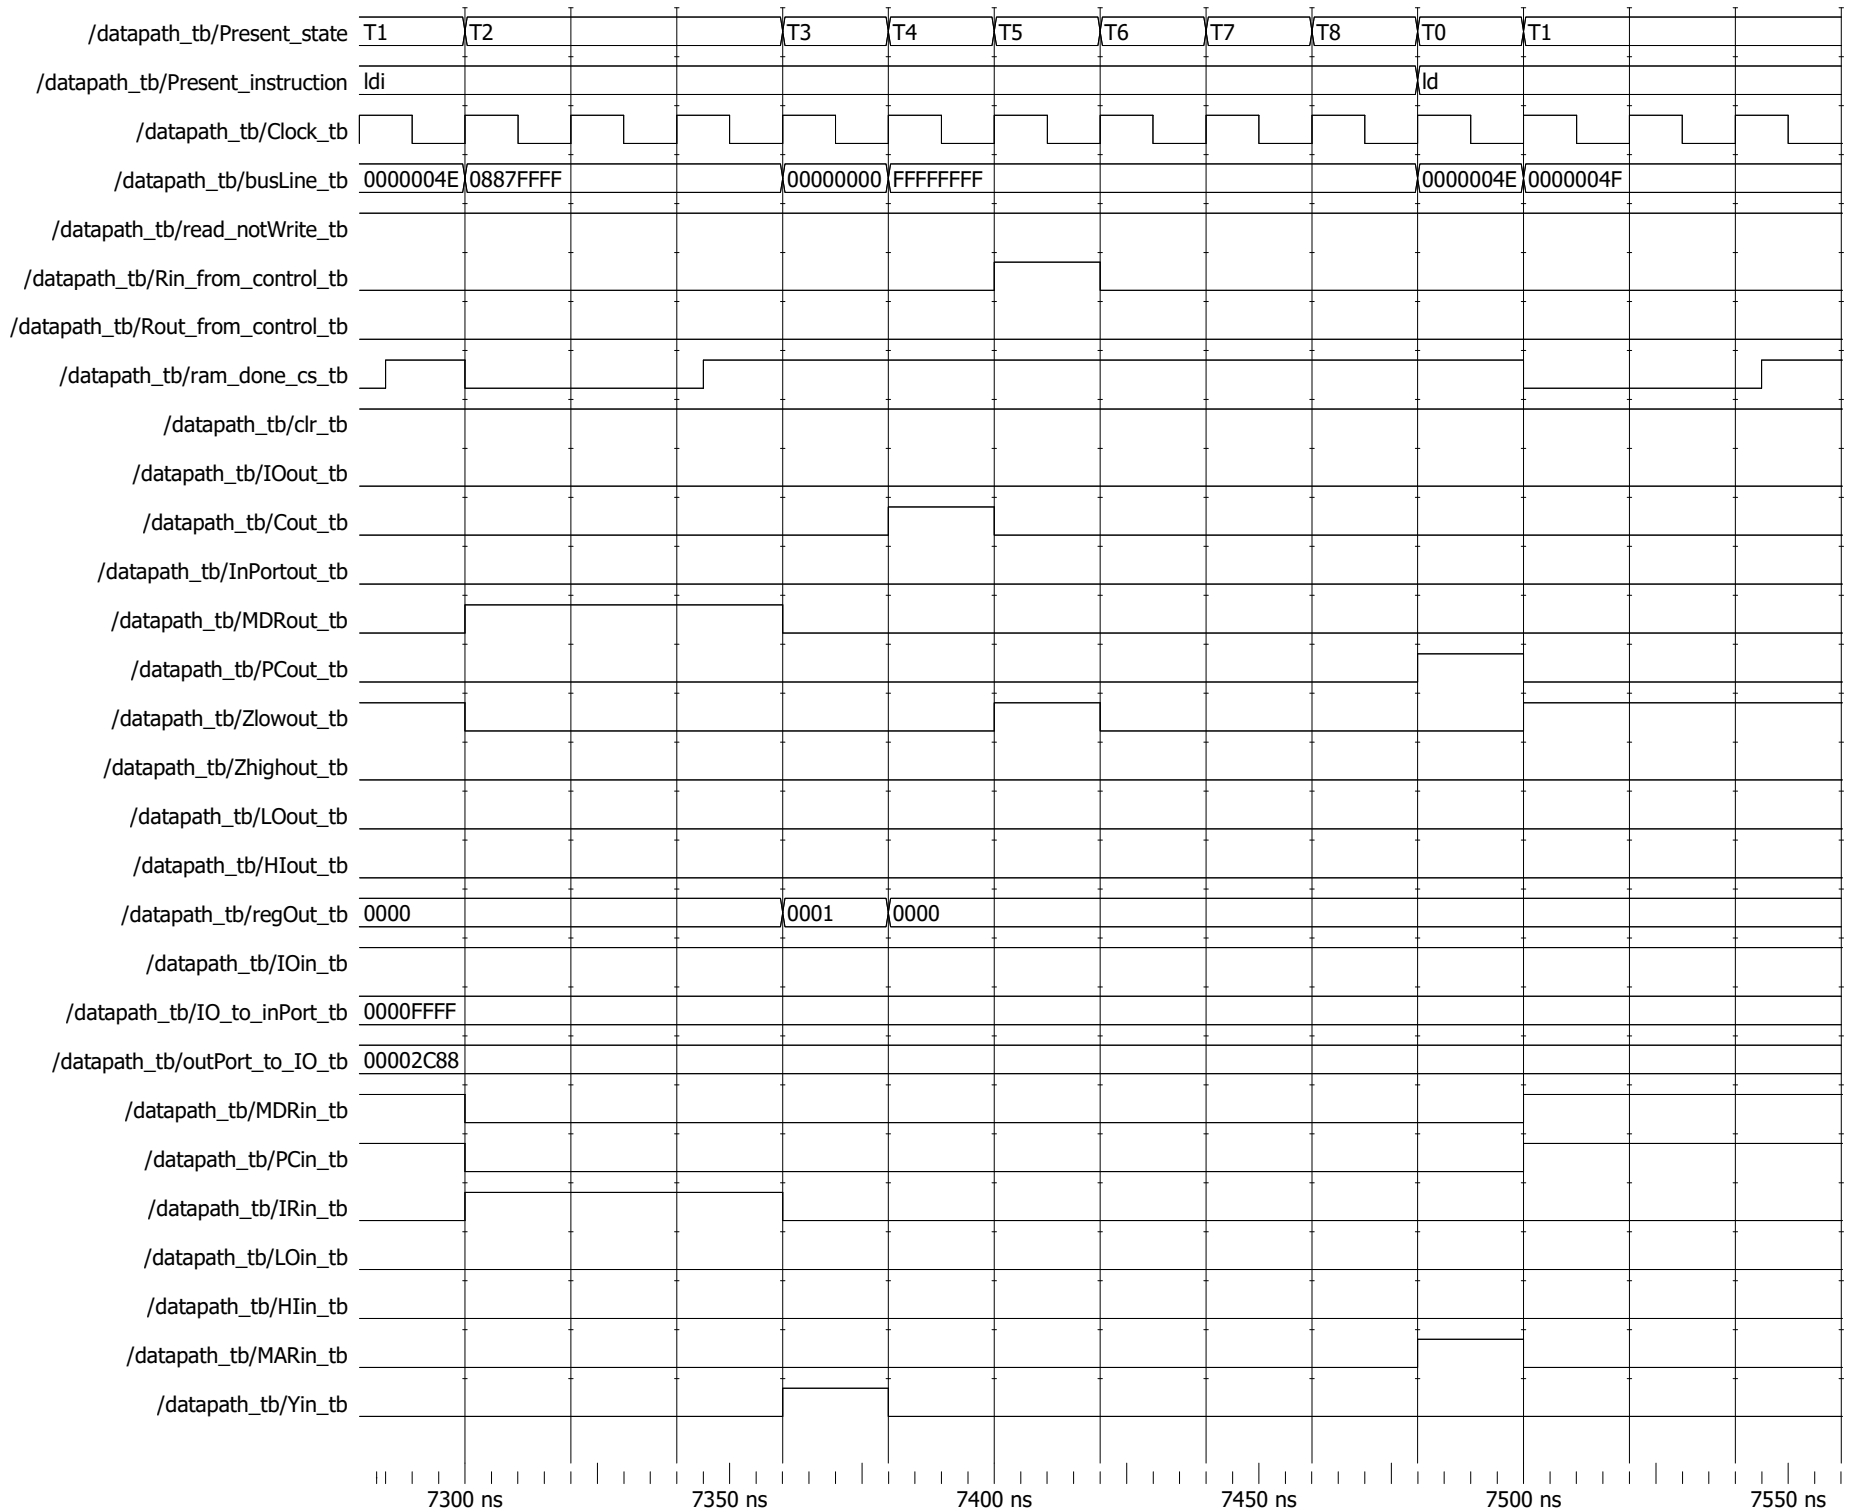 /datapath_tb/Present_state T1 T2 T3 T4 T5 T6 T7 T8 T0 T1
/datapath_tb/Present_instruction ldi ld
/datapath_tb/Clock_tb
/datapath_tb/busLine_tb 0000004E 0887FFFF 00000000 FFFFFFFF 0000004E 0000004F
/datapath_tb/read_notWrite_tb
/datapath_tb/Rin_from_control_tb
/datapath_tb/Rout_from_control_tb
/datapath_tb/ram_done_cs_tb
/datapath_tb/clr_tb
/datapath_tb/IOout_tb
/datapath_tb/Cout_tb
/datapath_tb/InPortout_tb
/datapath_tb/MDRout_tb
/datapath_tb/PCout_tb
/datapath_tb/Zlowout_tb
/datapath_tb/Zhighout_tb
/datapath_tb/LOout_tb
/datapath_tb/HIout_tb
/datapath_tb/regOut_tb 0000 0001 0000
/datapath_tb/IOin_tb
/datapath_tb/IO_to_inPort_tb 0000FFFF
/datapath_tb/outPort_to_IO_tb 00002C88
/datapath_tb/MDRin_tb
/datapath_tb/PCin_tb
/datapath_tb/IRin_tb
/datapath_tb/LOin_tb
/datapath_tb/HIin_tb
/datapath_tb/MARin_tb
/datapath_tb/Yin_tb
7300 ns 7350 ns 7400 ns 7450 ns 7500 ns 7550 ns